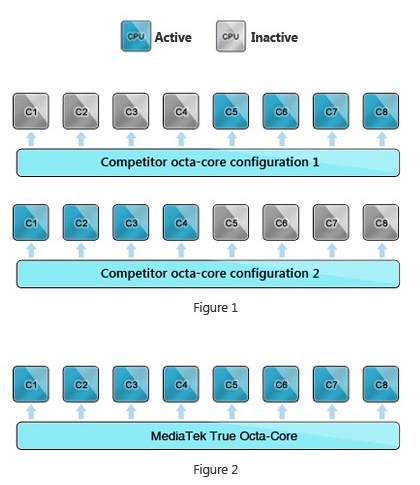 CPU Active CPU Inactive
C1 C2 C3 C4 C5 C6 C7 C8
Competitor octa-core configuration 1
C1 C2 C3 C4 C5 C6 C7 C8
Competitor octa-core configuration 2
Figure 1
C1 C2 C3 C4 C5 C6 C7 C8
MediaTek True Octa-Core
Figure 2